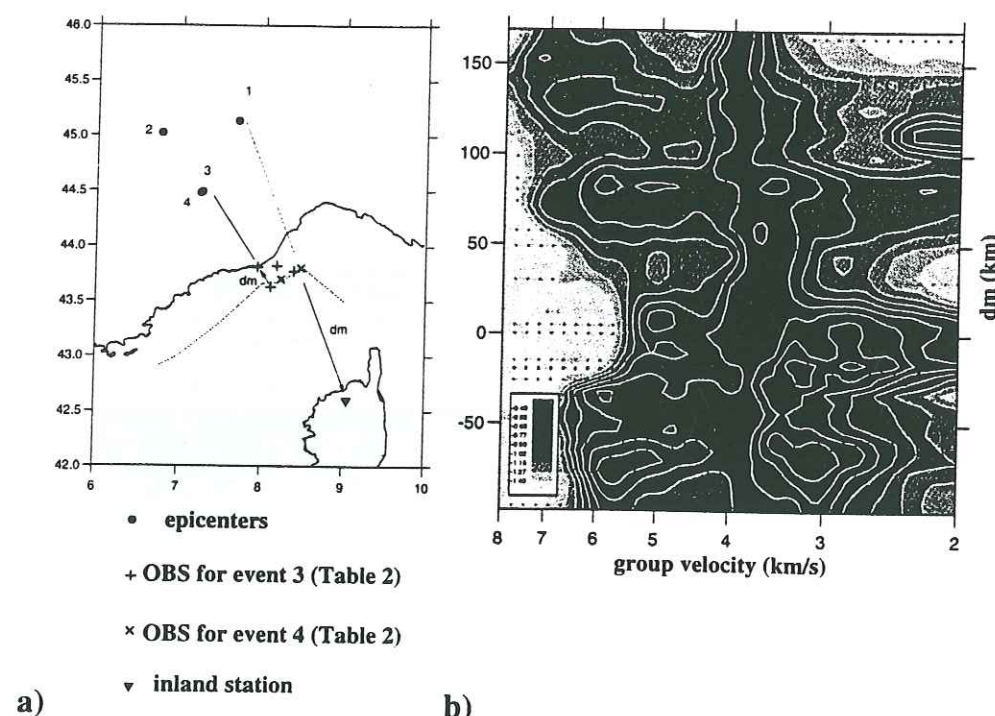 46.0
45.5
45.0
44.5
44.0
43.5
43.0
42.5
42.0
6 7 8 9 10
1
2
3
4
dm
dm
● epicenters
+ OBS for event 3 (Table 2)
× OBS for event 4 (Table 2)
▼ inland station
a)
150
100
50
0
-50
8 7 6 5 4 3 2
group velocity (km/s)
dm (km)
b)